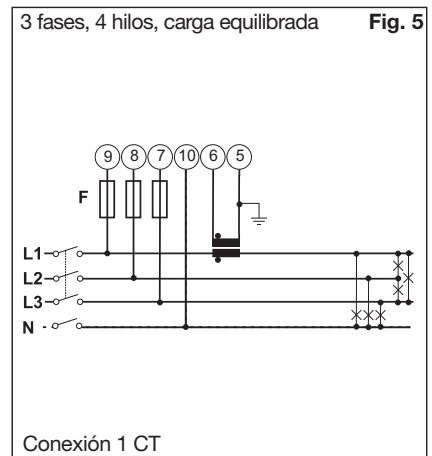 3 fases, 4 hilos, carga equilibrada Fig. 5
9 8 7 10 6 5
F
L1
L2
L3
N
Conexión 1 CT